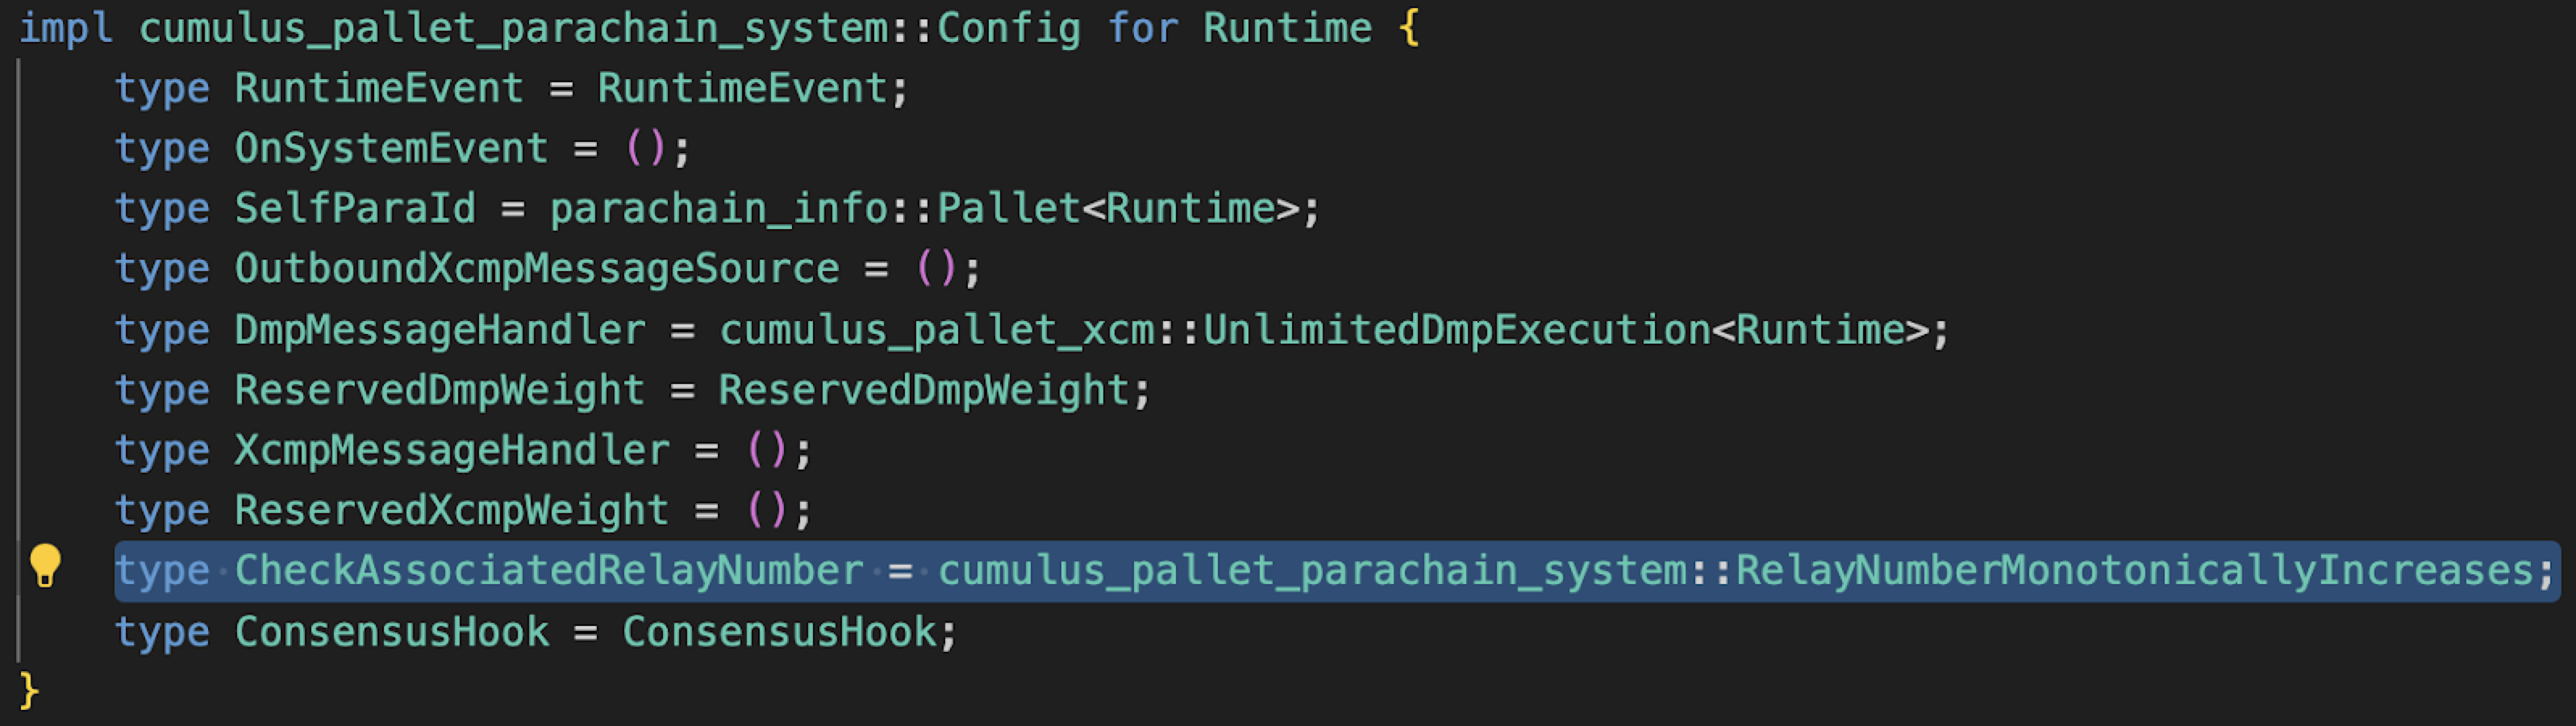 impl cumulus_pallet_parachain_system::Config for Runtime {
    type RuntimeEvent = RuntimeEvent;
    type OnSystemEvent = ();
    type SelfParaId = parachain_info::Pallet<Runtime>;
    type OutboundXcmpMessageSource = ();
    type DmpMessageHandler = cumulus_pallet_xcm::UnlimitedDmpExecution<Runtime>;
    type ReservedDmpWeight = ReservedDmpWeight;
    type XcmpMessageHandler = ();
    type ReservedXcmpWeight = ();
    type CheckAssociatedRelayNumber = cumulus_pallet_parachain_system::RelayNumberMonotonicallyIncreases;
    type ConsensusHook = ConsensusHook;
}